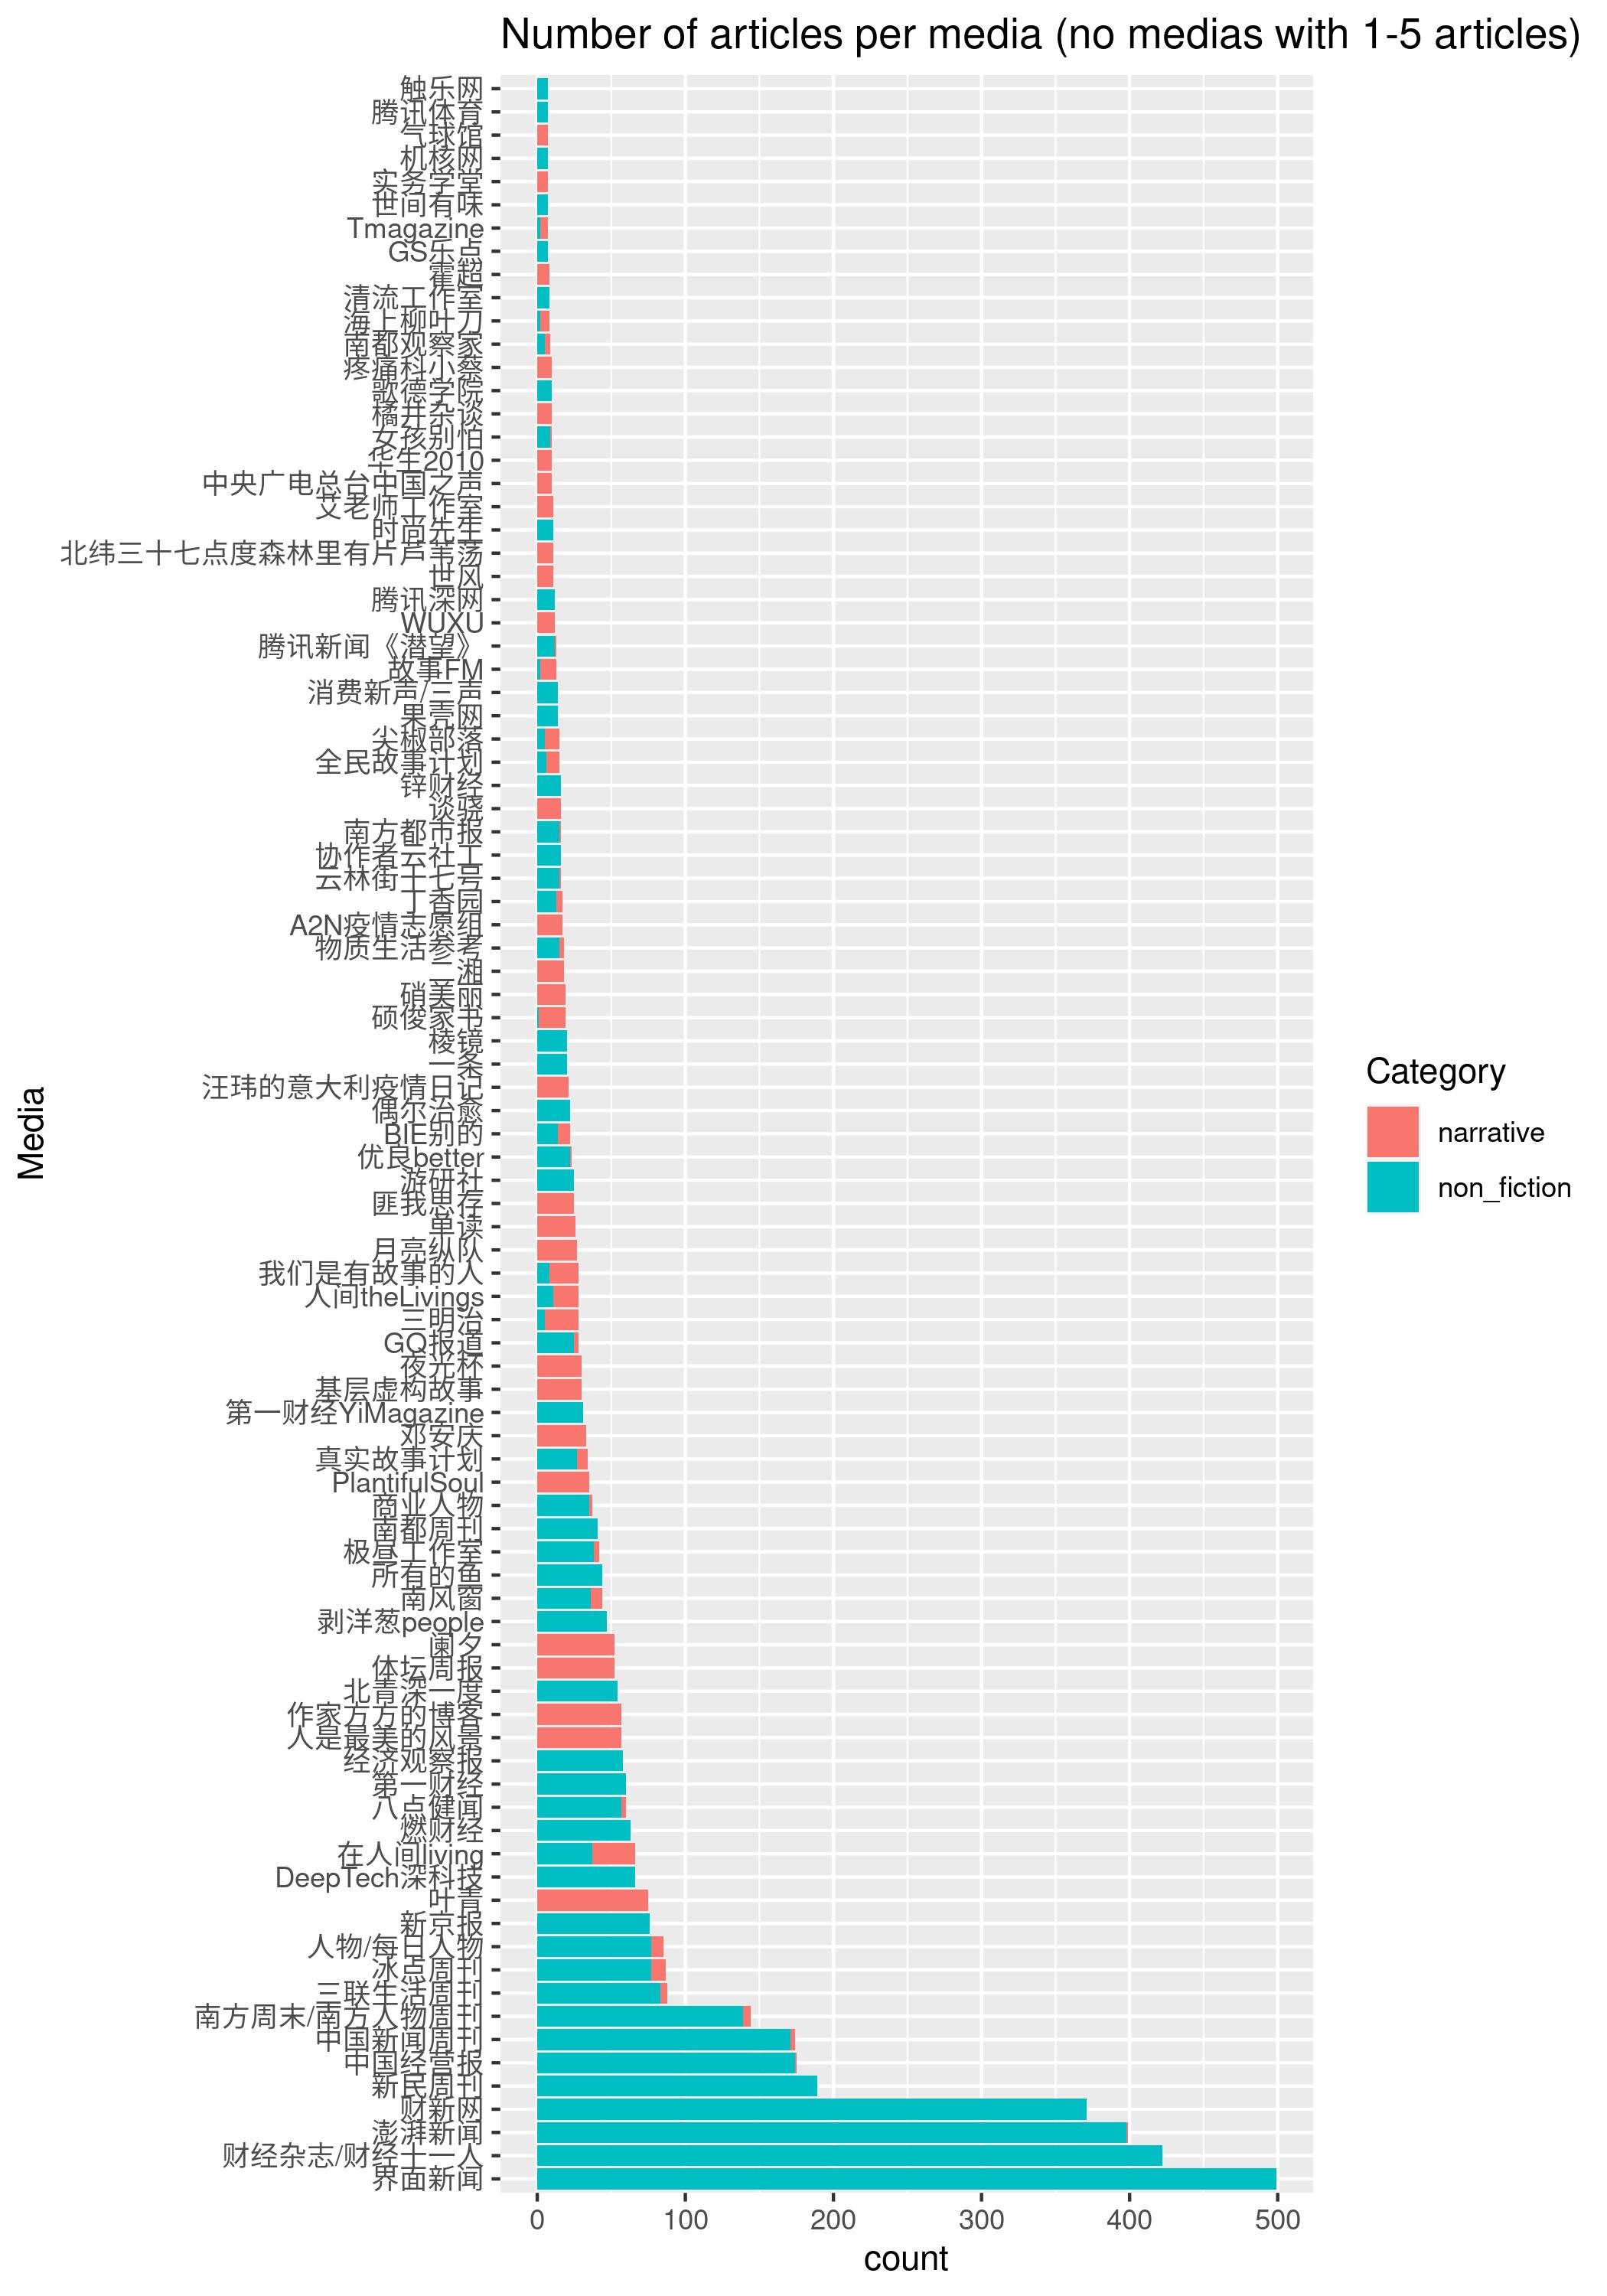 Number of articles per media (no medias with 1-5 articles)
触乐网
腾讯体育
气球馆
机核网
实务学堂
世间有味
Tmagazine
GS乐点
霍超
清流工作室
海上柳叶刀
南都观察家
疼痛科小蔡
歌德学院
橘井杂谈
女孩别怕
华生2010
中央广电总台中国之声
艾老师工作室
时尚先生
北纬三十七点度森林里有片芦苇荡
世风
腾讯深网
WUXU
腾讯新闻《潜望》
故事FM
消费新声/三声
果壳网
尖椒部落
全民故事计划
锌财经
谈骁
南方都市报
协作者云社工
云林街十七号
丁香园
A2N疫情志愿组
物质生活参考
二湘
硝美丽
硕俊家书
棱镜
一条
汪玮的意大利疫情日记
偶尔治愈
BIE别的
优良better
游研社
匪我思存
单读
月亮纵队
我们是有故事的人
人间theLivings
三明治
GQ报道
夜光杯
基层虚构故事
第一财经YiMagazine
邓安庆
真实故事计划
PlantifulSoul
商业人物
南都周刊
极昼工作室
所有的鱼
南风窗
剥洋葱people
阑夕
体坛周报
北青深一度
作家方方的博客
人是最美的风景
经济观察报
第一财经
八点健闻
燃财经
在人间living
DeepTech深科技
叶青
新京报
人物/每日人物
冰点周刊
三联生活周刊
南方周末/南方人物周刊
中国新闻周刊
中国经营报
新民周刊
财新网
澎湃新闻
财经杂志/财经十一人
界面新闻
Media
0 100 200 300 400 500
count
Category
narrative
non_fiction